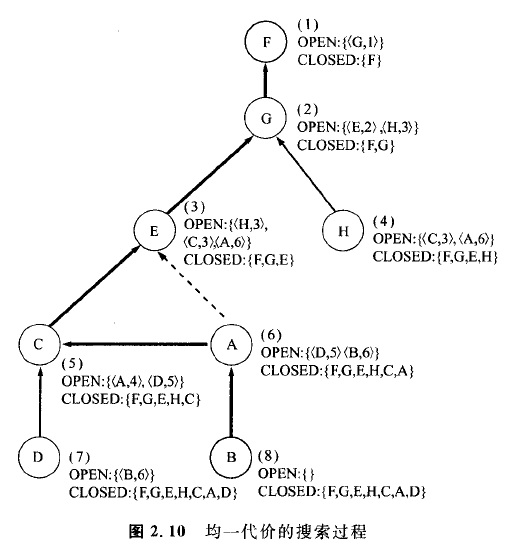 F
(1)
OPEN:{⟨G,1⟩}
CLOSED:{F}
G
(2)
OPEN:{⟨E,2⟩,⟨H,3⟩}
CLOSED:{F,G}
E
(3)
OPEN:{⟨H,3⟩,
⟨C,3⟩,⟨A,6⟩}
CLOSED:{F,G,E}
H
(4)
OPEN:{⟨C,3⟩,⟨A,6⟩}
CLOSED:{F,G,E,H}
C
(5)
OPEN:{⟨A,4⟩,⟨D,5⟩}
CLOSED:{F,G,E,H,C}
A
(6)
OPEN:{⟨D,5⟩⟨B,6⟩}
CLOSED:{F,G,E,H,C,A}
D
(7)
OPEN:{⟨B,6⟩}
CLOSED:{F,G,E,H,C,A,D}
B
(8)
OPEN:{}
CLOSED:{F,G,E,H,C,A,D}
图 2.10 均一代价的搜索过程